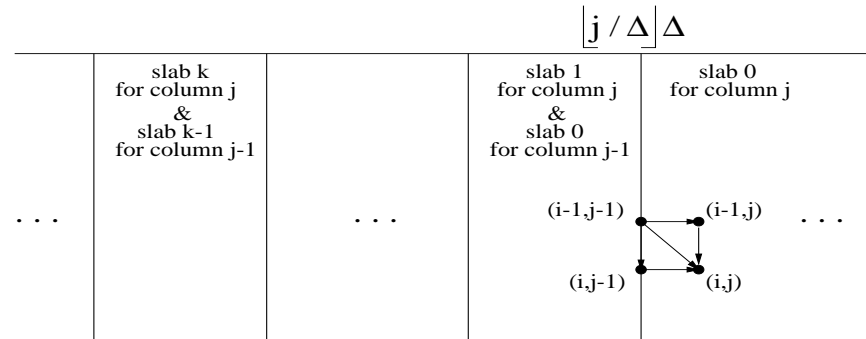 ⌊j / Δ⌋ Δ
slab k
for column j
&
slab k-1
for column j-1
slab 1
for column j
&
slab 0
for column j-1
slab 0
for column j
. . .
. . .
(i-1,j-1)
(i-1,j)
. . .
(i,j-1)
(i,j)